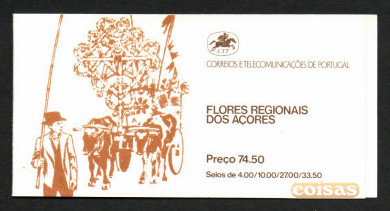 CTT
CORREIOS E TELECOMUNICAÇÕES DE PORTUGAL
FLORES REGIONAIS
DOS AÇORES
Preço 74.50
Selos de 4.00/10.00/27.00/33.50
coisas